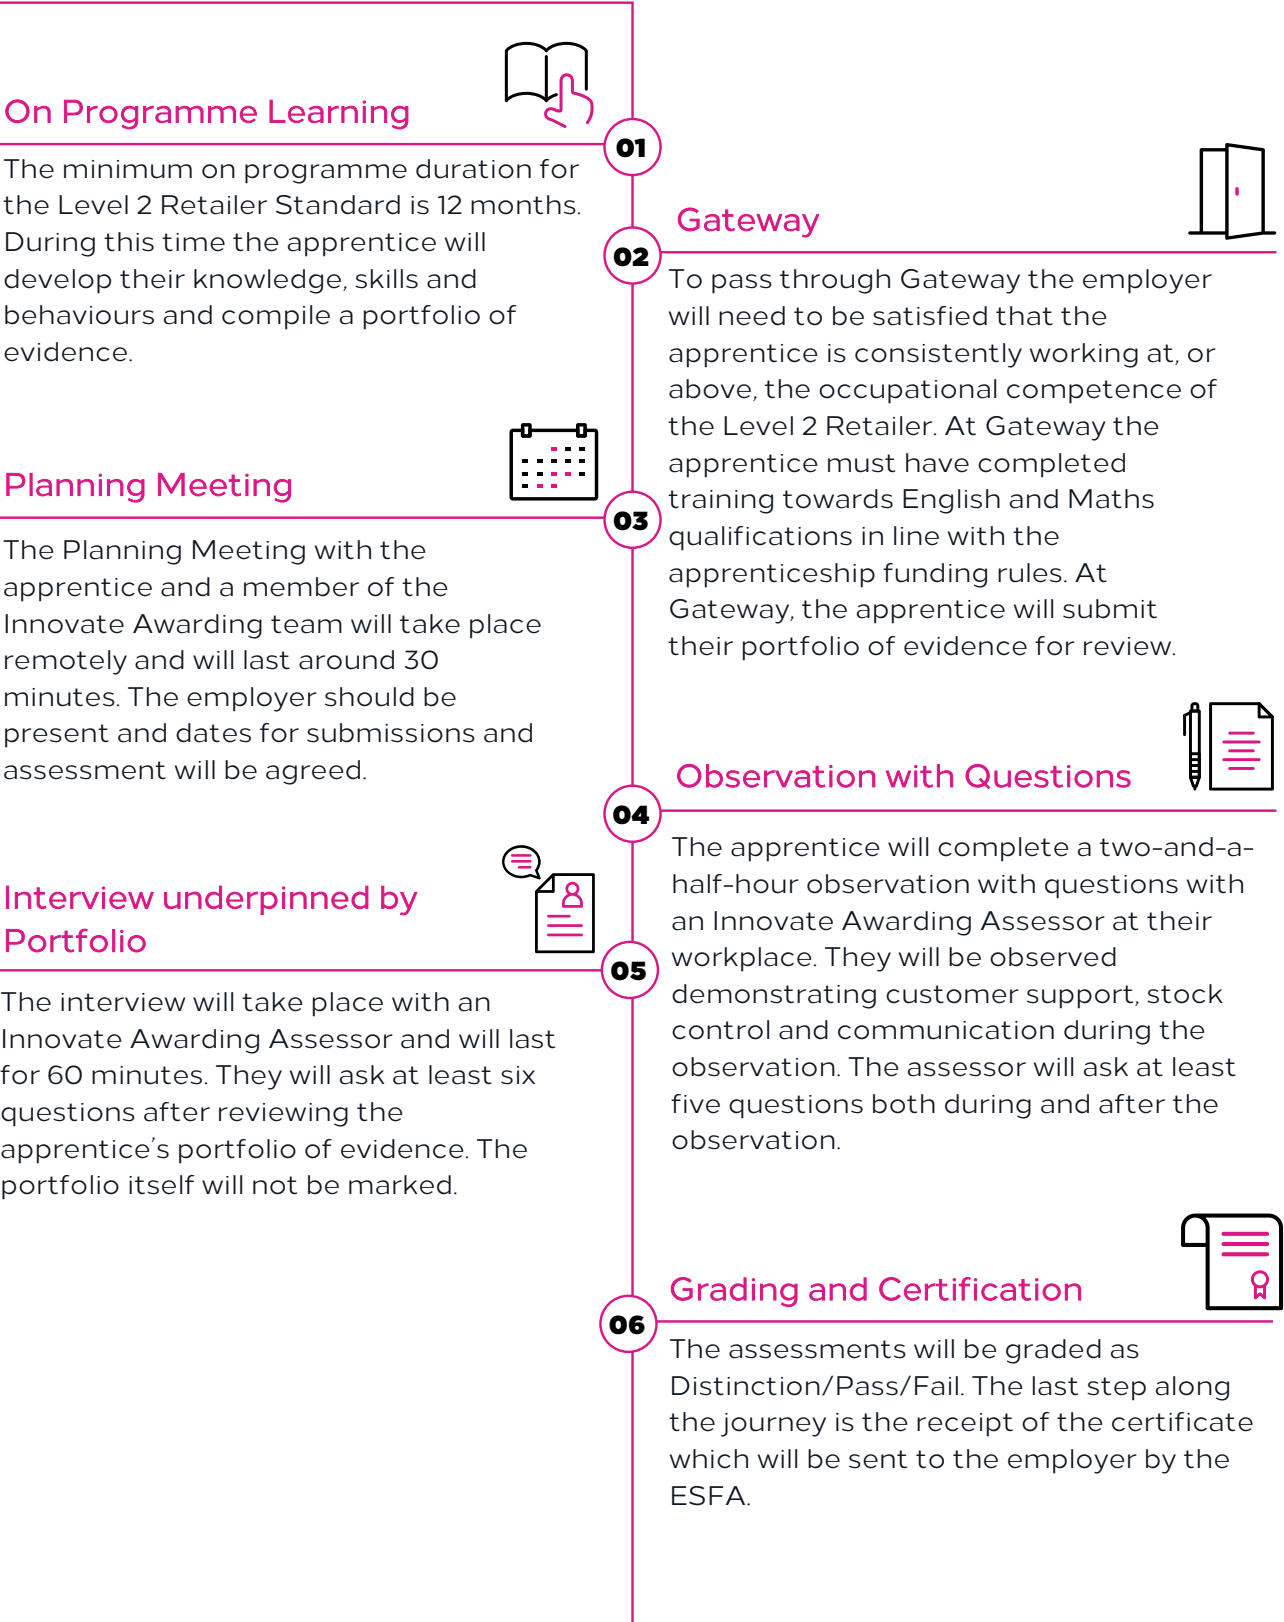 On Programme Learning
01
The minimum on programme duration for
the Level 2 Retailer Standard is 12 months.
During this time the apprentice will
develop their knowledge, skills and
behaviours and compile a portfolio of
evidence.
Gateway
02
To pass through Gateway the employer
will need to be satisfied that the
apprentice is consistently working at, or
above, the occupational competence of
the Level 2 Retailer. At Gateway the
apprentice must have completed
training towards English and Maths
qualifications in line with the
apprenticeship funding rules. At
Gateway, the apprentice will submit
their portfolio of evidence for review.
Planning Meeting
03
The Planning Meeting with the
apprentice and a member of the
Innovate Awarding team will take place
remotely and will last around 30
minutes. The employer should be
present and dates for submissions and
assessment will be agreed.
Observation with Questions
04
The apprentice will complete a two-and-a-
half-hour observation with questions with
an Innovate Awarding Assessor at their
workplace. They will be observed
demonstrating customer support, stock
control and communication during the
observation. The assessor will ask at least
five questions both during and after the
observation.
Interview underpinned by
Portfolio
05
The interview will take place with an
Innovate Awarding Assessor and will last
for 60 minutes. They will ask at least six
questions after reviewing the
apprentice's portfolio of evidence. The
portfolio itself will not be marked.
Grading and Certification
06
The assessments will be graded as
Distinction/Pass/Fail. The last step along
the journey is the receipt of the certificate
which will be sent to the employer by the
ESFA.